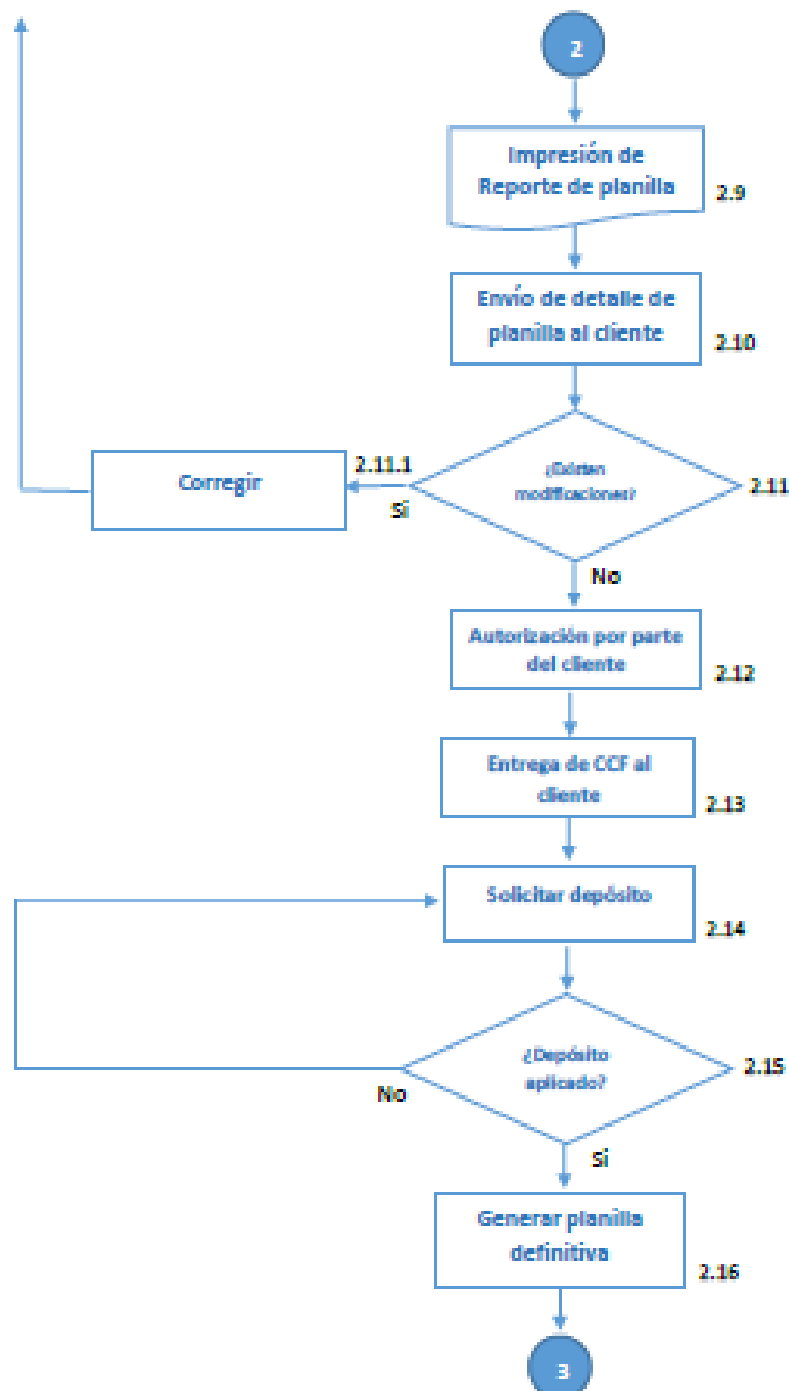 2
Impresión de
Reporte de planilla
2.9
Envío de detalle de
planilla al cliente
2.10
¿Existen
modificaciones?
2.11
2.11.1
Sí
Corregir
No
Autorización por parte
del cliente
2.12
Entrega de CCF al
cliente
2.13
Solicitar depósito
2.14
¿Depósito
aplicado?
2.15
No
Sí
Generar planilla
definitiva
2.16
3